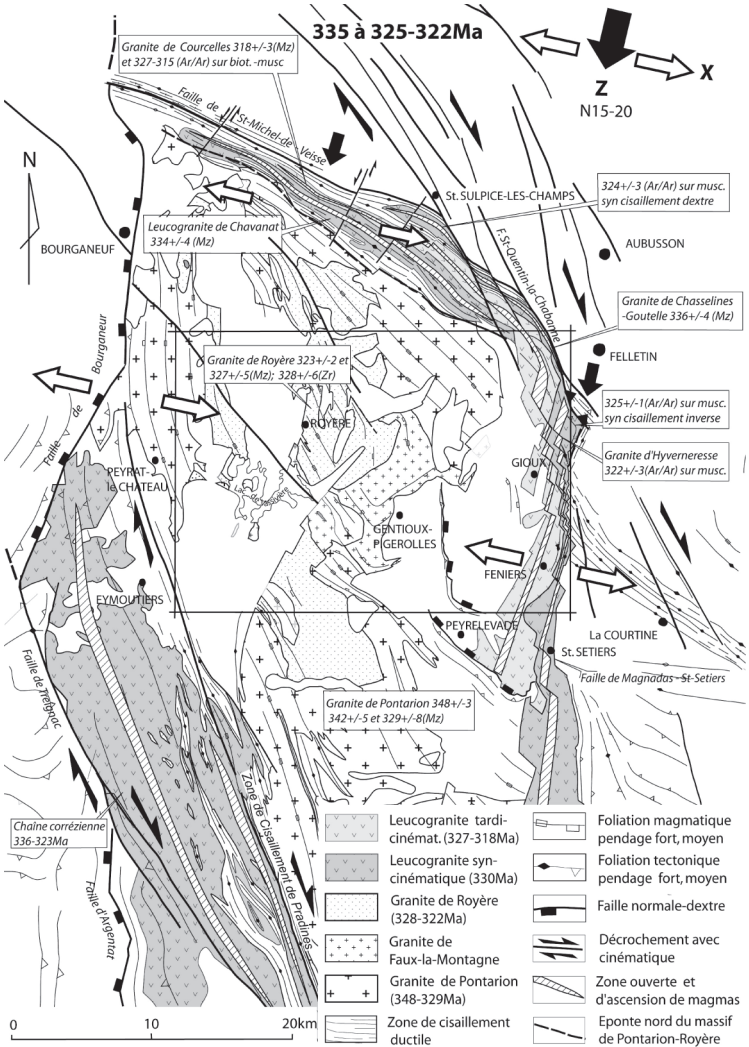 335 à 325-322Ma
Granite de Courcelles 318+/-3(Mz)
et 327-315 (Ar/Ar) sur biot. -musc
Z
X
N15-20
Faille de St-Michel-de Veisse
N
St. SULPICE-LES-CHAMPS
324+/-3 (Ar/Ar) sur musc.
syn cisaillement dextre
Leucogranite de Chavanat
334+/-4 (Mz)
BOURGANEUF
AUBUSSON
F. St-Quentin-la-Chabanne
Granite de Chasselines
-Goutelle 336+/-4 (Mz)
Faille de Bourganeur
Granite de Royère 323+/-2 et
327+/-5(Mz); 328+/-6(Zr)
FELLETIN
325+/-1(Ar/Ar) sur musc.
syn cisaillement inverse
ROYERE
Granite d'Hyverneresse
322+/-3(Ar/Ar) sur musc.
PEYRAT-
le CHATEAU
GIOUX
GENTIOUX-
PIGEROLLES
FENIERS
EYMOUTIERS
PEYRELEVADE
La COURTINE
St. SETIERS
Faille de Magnadas - St-Setiers
Faille de Treignac
Granite de Pontarion 348+/-3
342+/-5 et 329+/-8(Mz)
Zone de Cisaillement de Pradines
Chaîne corrézienne
336-323Ma
Faille d'Argentat
Leucogranite tardi-
cinémat. (327-318Ma)
Leucogranite syn-
cinématique (330Ma)
Granite de Royère
(328-322Ma)
Granite de
Faux-la-Montagne
Granite de Pontarion
(348-329Ma)
Zone de cisaillement
ductile
Foliation magmatique
pendage fort, moyen
Foliation tectonique
pendage fort, moyen
Faille normale-dextre
Décrochement avec
cinématique
Zone ouverte et
d'ascension de magmas
Eponte nord du massif
de Pontarion-Royère
0 10 20km